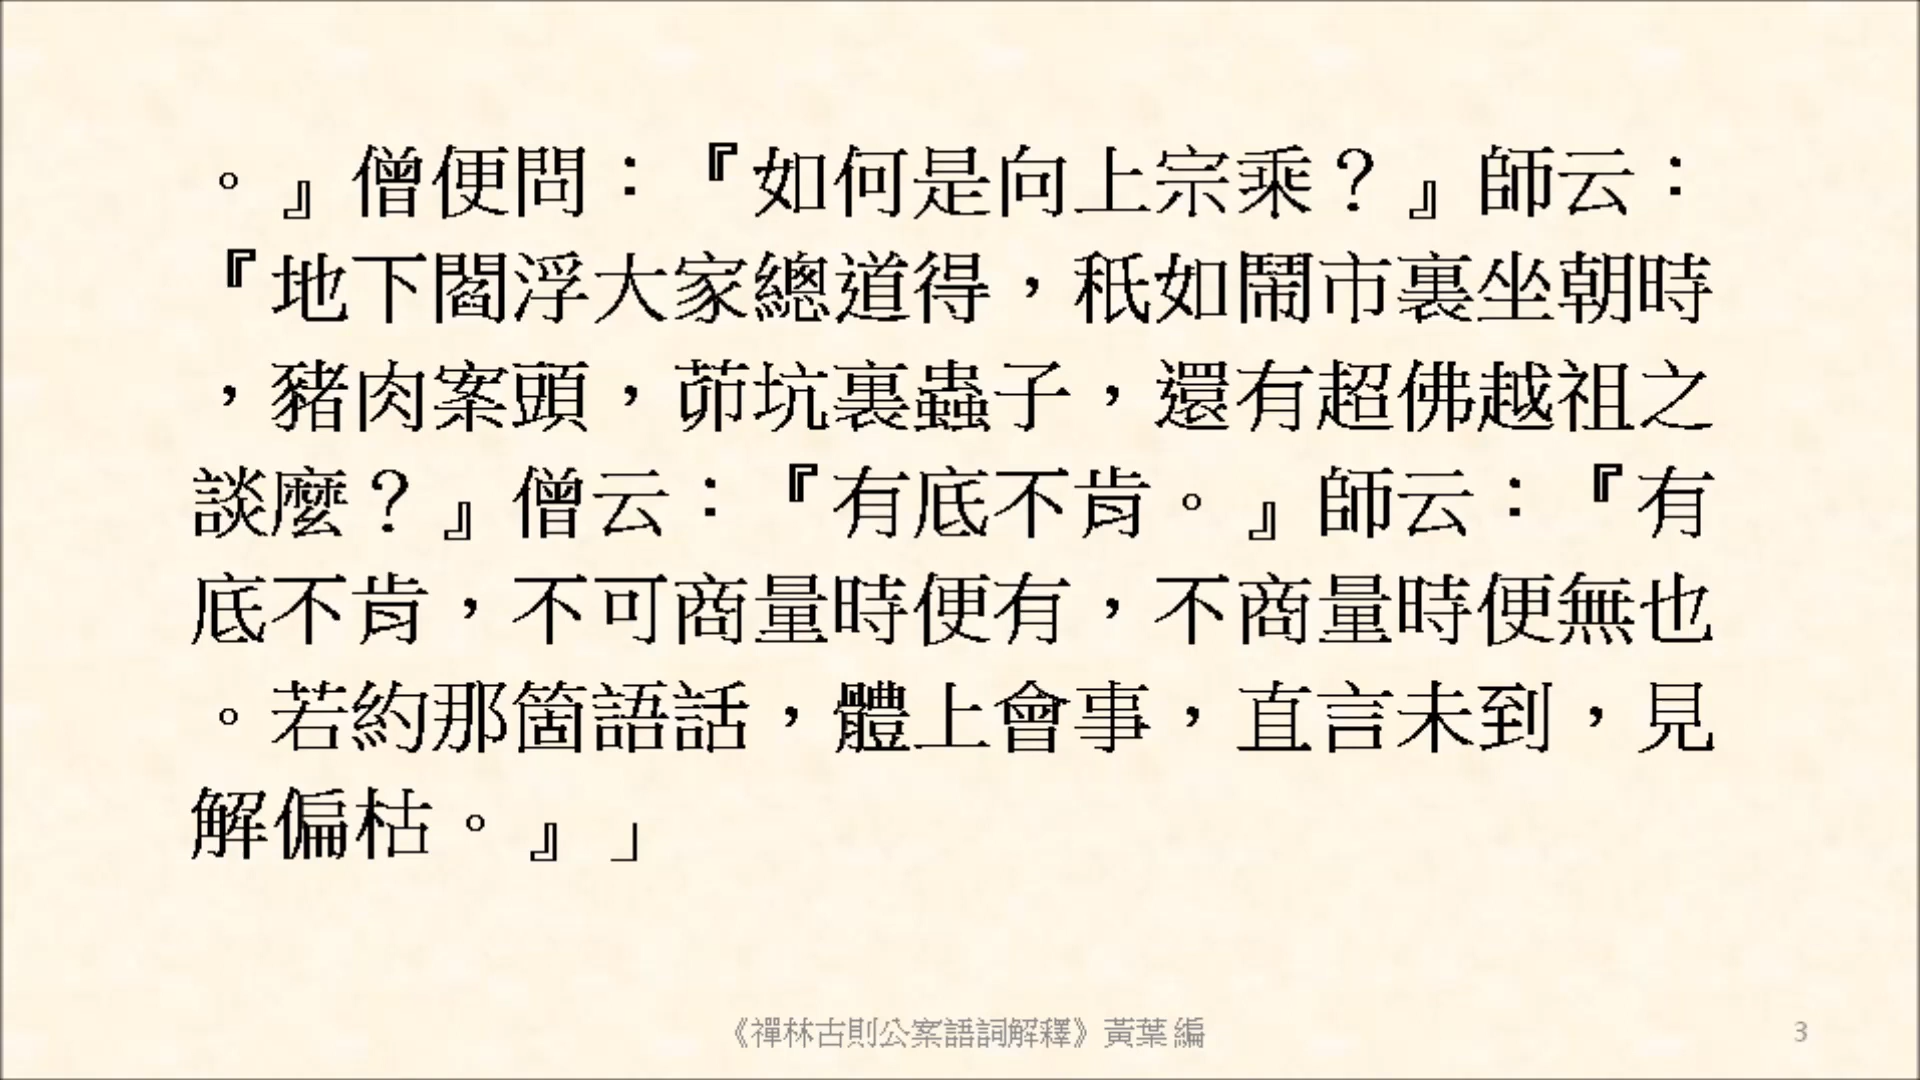 。』僧便問：『如何是向上宗乘？』師云：
『地下閻浮大家總道得，秖如鬧市裏坐朝時
，豬肉案頭，茆坑裏蟲子，還有超佛越祖之
談麼？』僧云：『有底不肯。』師云：『有
底不肯，不可商量時便有，不商量時便無也
。若約那箇語話，體上會事，直言未到，見
解偏枯。』」
《禪林古則公案語詞解釋》黃葉 編
3